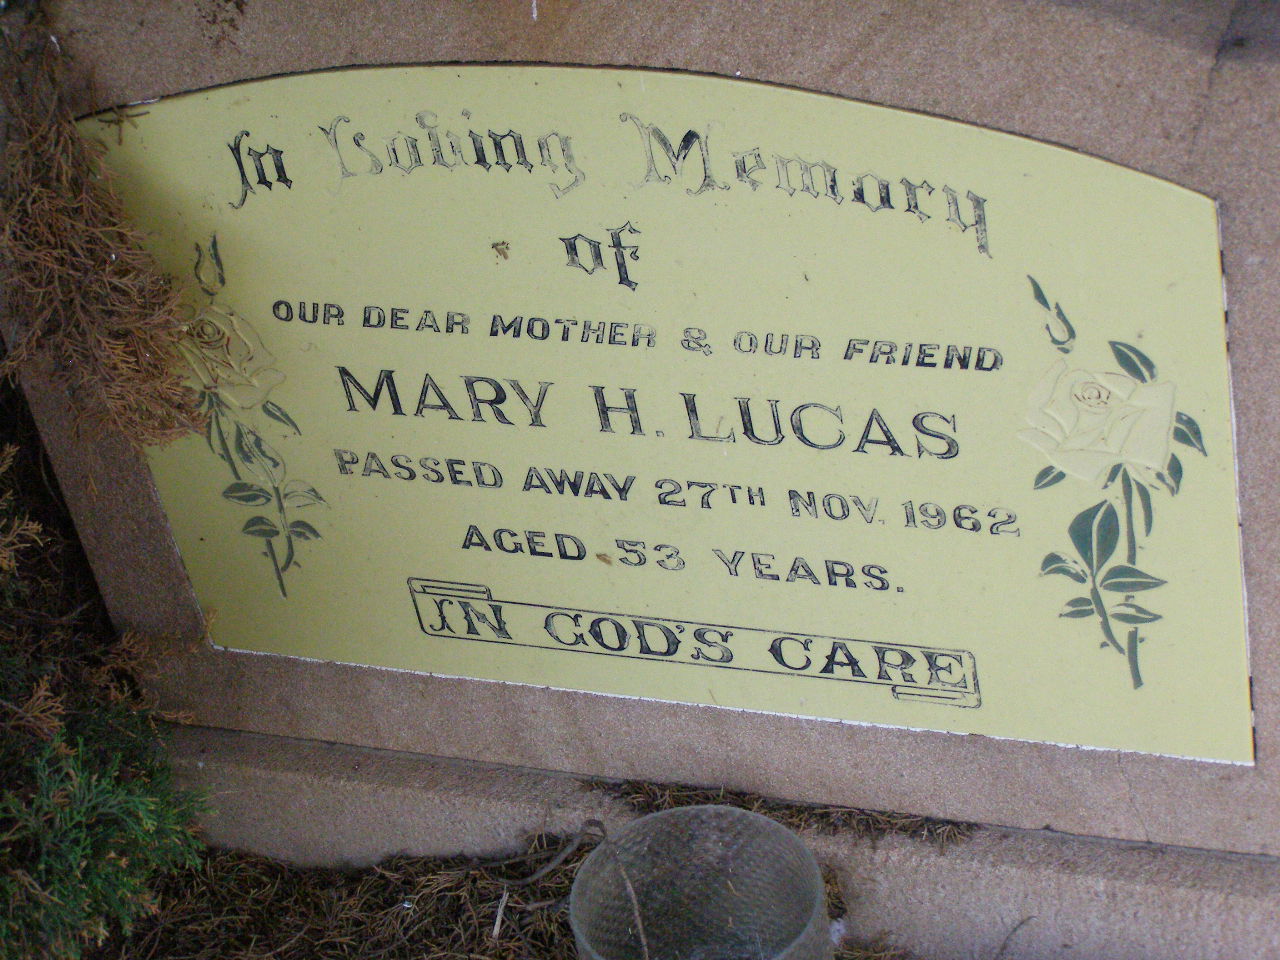 In Loving Memory
of
OUR DEAR MOTHER & OUR FRIEND
MARY H. LUCAS
PASSED AWAY 27TH NOV. 1962
AGED 53 YEARS.
IN GOD'S CARE